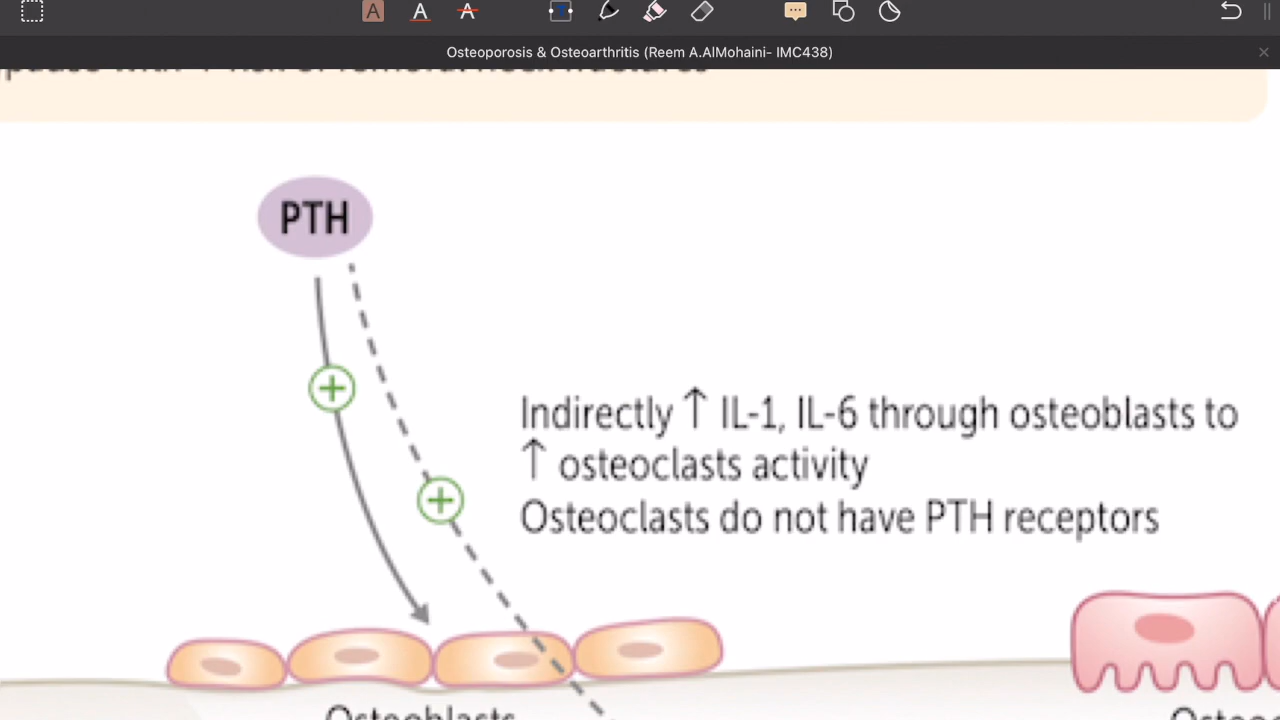 A A A
Osteoporosis & Osteoarthritis (Reem A.AlMohaini- IMC438)
PTH
Indirectly ↑ IL-1, IL-6 through osteoblasts to
↑ osteoclasts activity
Osteoclasts do not have PTH receptors
Osteoblasts